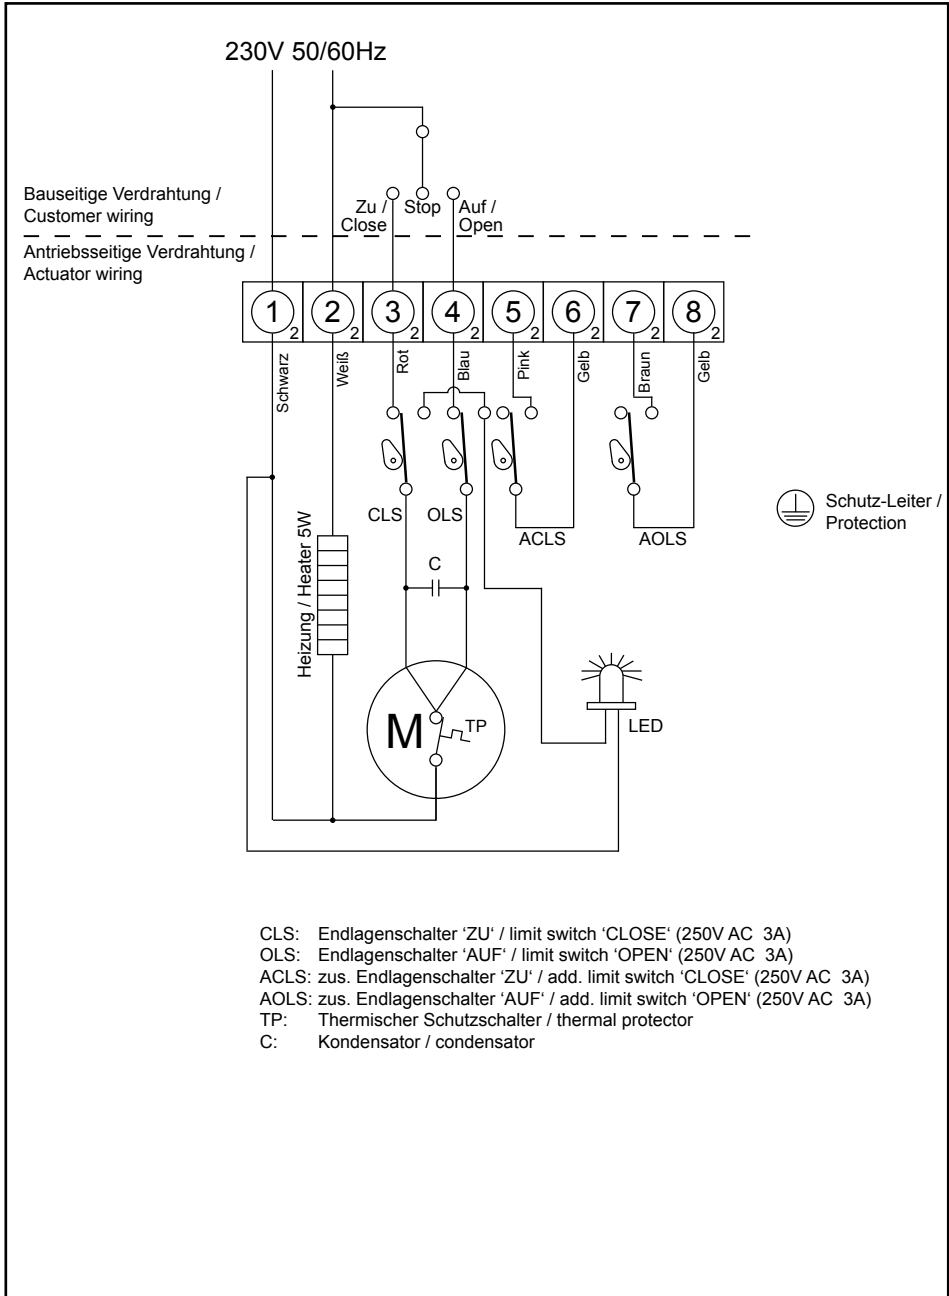 230V 50/60Hz
Bauseitige Verdrahtung /
Customer wiring
Zu /
Close
Stop
Auf /
Open
Antriebsseitige Verdrahtung /
Actuator wiring
1 2 3 4 5 6 7 8
2 2 2 2 2 2 2 2
Schwarz
Weiß
Rot
Blau
Pink
Gelb
Braun
Gelb
CLS
OLS
ACLS
AOLS
Schutz-Leiter /
Protection
Heizung / Heater 5W
C
M
TP
LED
CLS: Endlagenschalter ‘ZU‘ / limit switch ‘CLOSE‘ (250V AC 3A)
OLS: Endlagenschalter ‘AUF‘ / limit switch ‘OPEN‘ (250V AC 3A)
ACLS: zus. Endlagenschalter ‘ZU‘ / add. limit switch ‘CLOSE‘ (250V AC 3A)
AOLS: zus. Endlagenschalter ‘AUF‘ / add. limit switch ‘OPEN‘ (250V AC 3A)
TP: Thermischer Schutzschalter / thermal protector
C: Kondensator / condensator